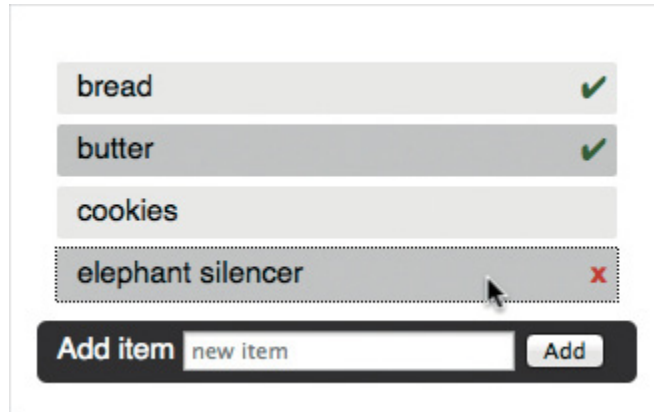 bread ✔
butter ✔
cookies
elephant silencer x
Add item new item Add